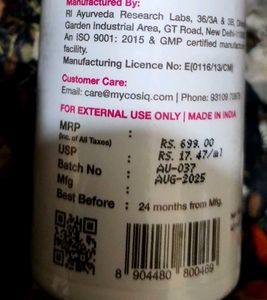 Manufactured By:
RI Ayurveda Research Labs, 36/3A & 3B,
Garden Industrial Area, GT Road, New
An ISO 9001: 2015 & GMP certified manufacturing
facility.
Manufacturing Licence No: E(0116/13/CM)
Customer Care:
Email: care@mycosiq.com | Phone: 93109
FOR EXTERNAL USE ONLY | MADE IN INDIA
MRP : RS. 699.00
(Inc. of All Taxes)
USP : RS. 17.47/ml
Batch No : AU-037
Mfg : AUG-2025
Best Before : 24 months from Mfg.
8 904480 800469